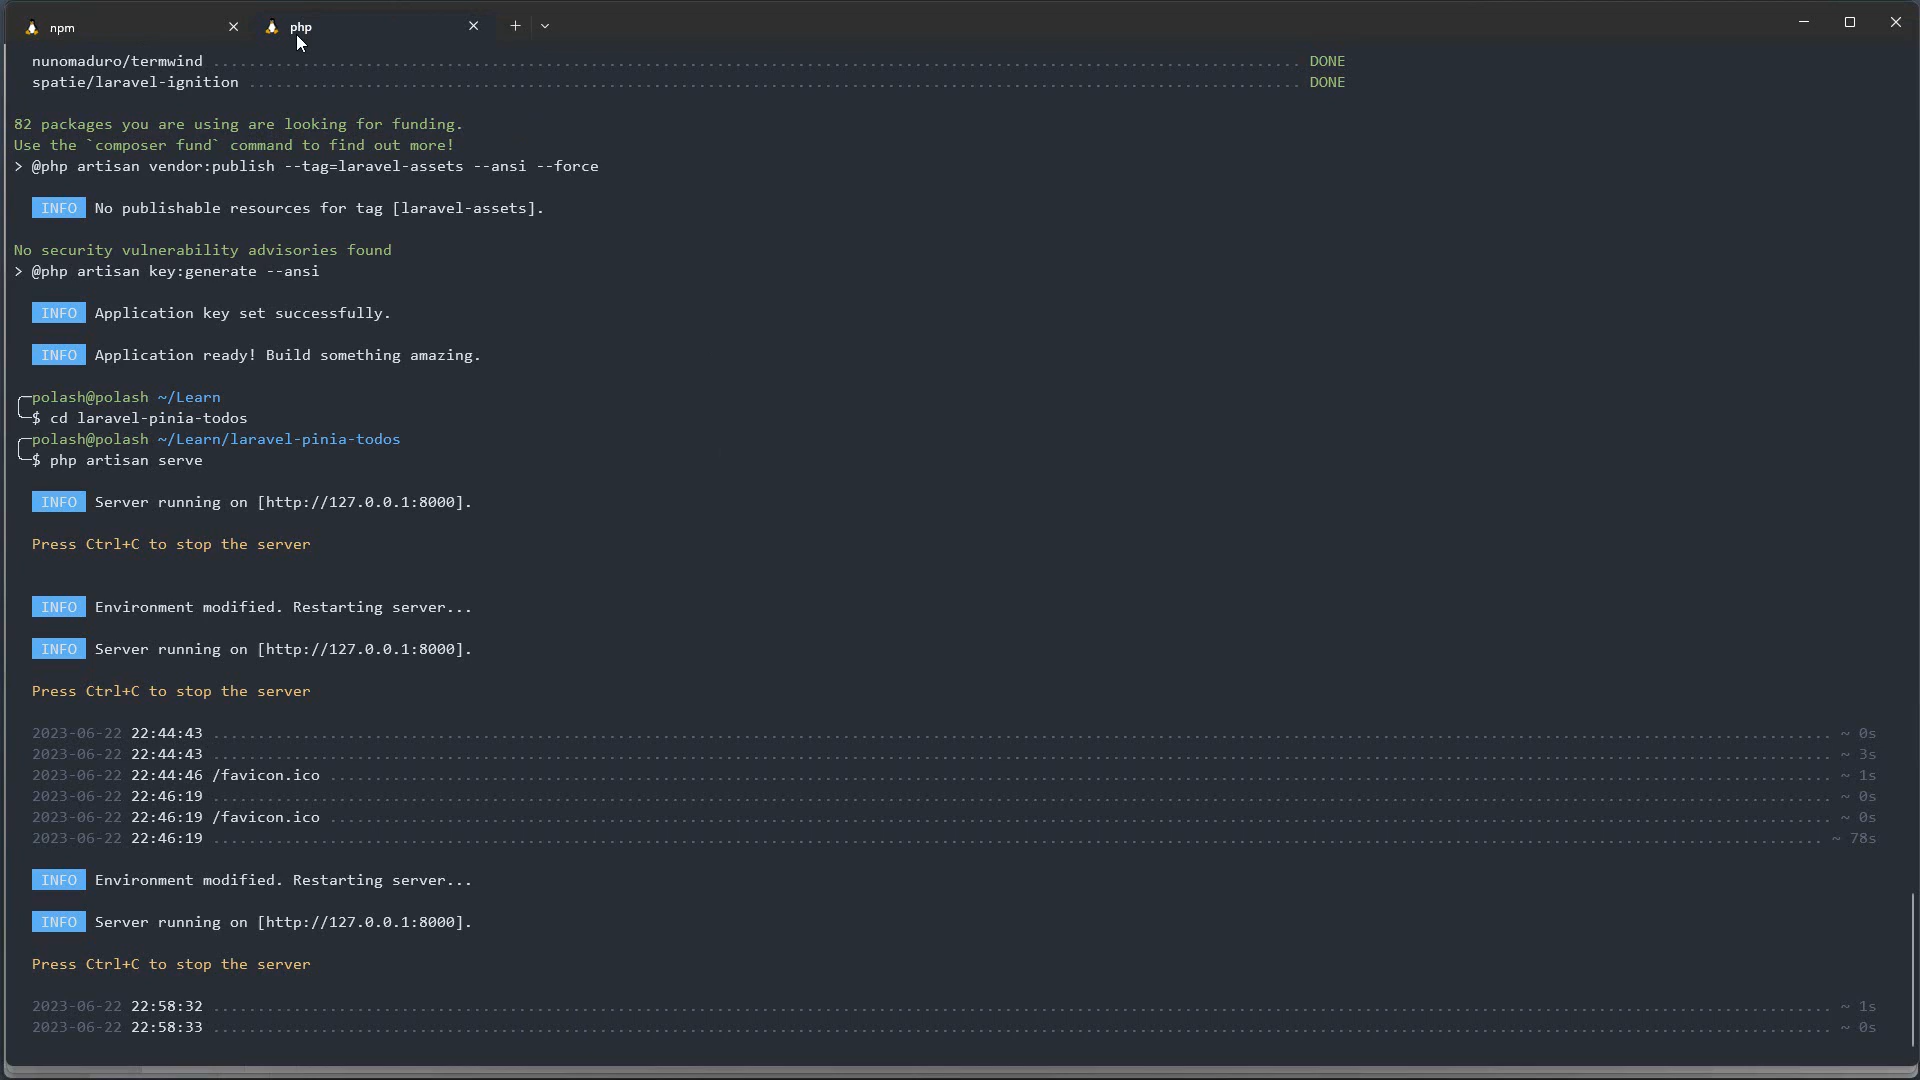 npm
php
nunomaduro/termwind ........................................................................................................................ DONE
spatie/laravel-ignition .................................................................................................................... DONE
82 packages you are using are looking for funding.
Use the `composer fund` command to find out more!
> @php artisan vendor:publish --tag=laravel-assets --ansi --force
INFO No publishable resources for tag [laravel-assets].
No security vulnerability advisories found
> @php artisan key:generate --ansi
INFO Application key set successfully.
INFO Application ready! Build something amazing.
polash@polash ~/Learn
$ cd laravel-pinia-todos
polash@polash ~/Learn/laravel-pinia-todos
$ php artisan serve
INFO Server running on [http://127.0.0.1:8000].
Press Ctrl+C to stop the server
INFO Environment modified. Restarting server...
INFO Server running on [http://127.0.0.1:8000].
Press Ctrl+C to stop the server
2023-06-22 22:44:43 ........................................ ~ 0s
2023-06-22 22:44:43 ........................................ ~ 3s
2023-06-22 22:44:46 /favicon.ico ........................................ ~ 1s
2023-06-22 22:46:19 ........................................ ~ 0s
2023-06-22 22:46:19 /favicon.ico ........................................ ~ 0s
2023-06-22 22:46:19 ........................................ ~ 78s
INFO Environment modified. Restarting server...
INFO Server running on [http://127.0.0.1:8000].
Press Ctrl+C to stop the server
2023-06-22 22:58:32 ........................................ ~ 1s
2023-06-22 22:58:33 ........................................ ~ 0s